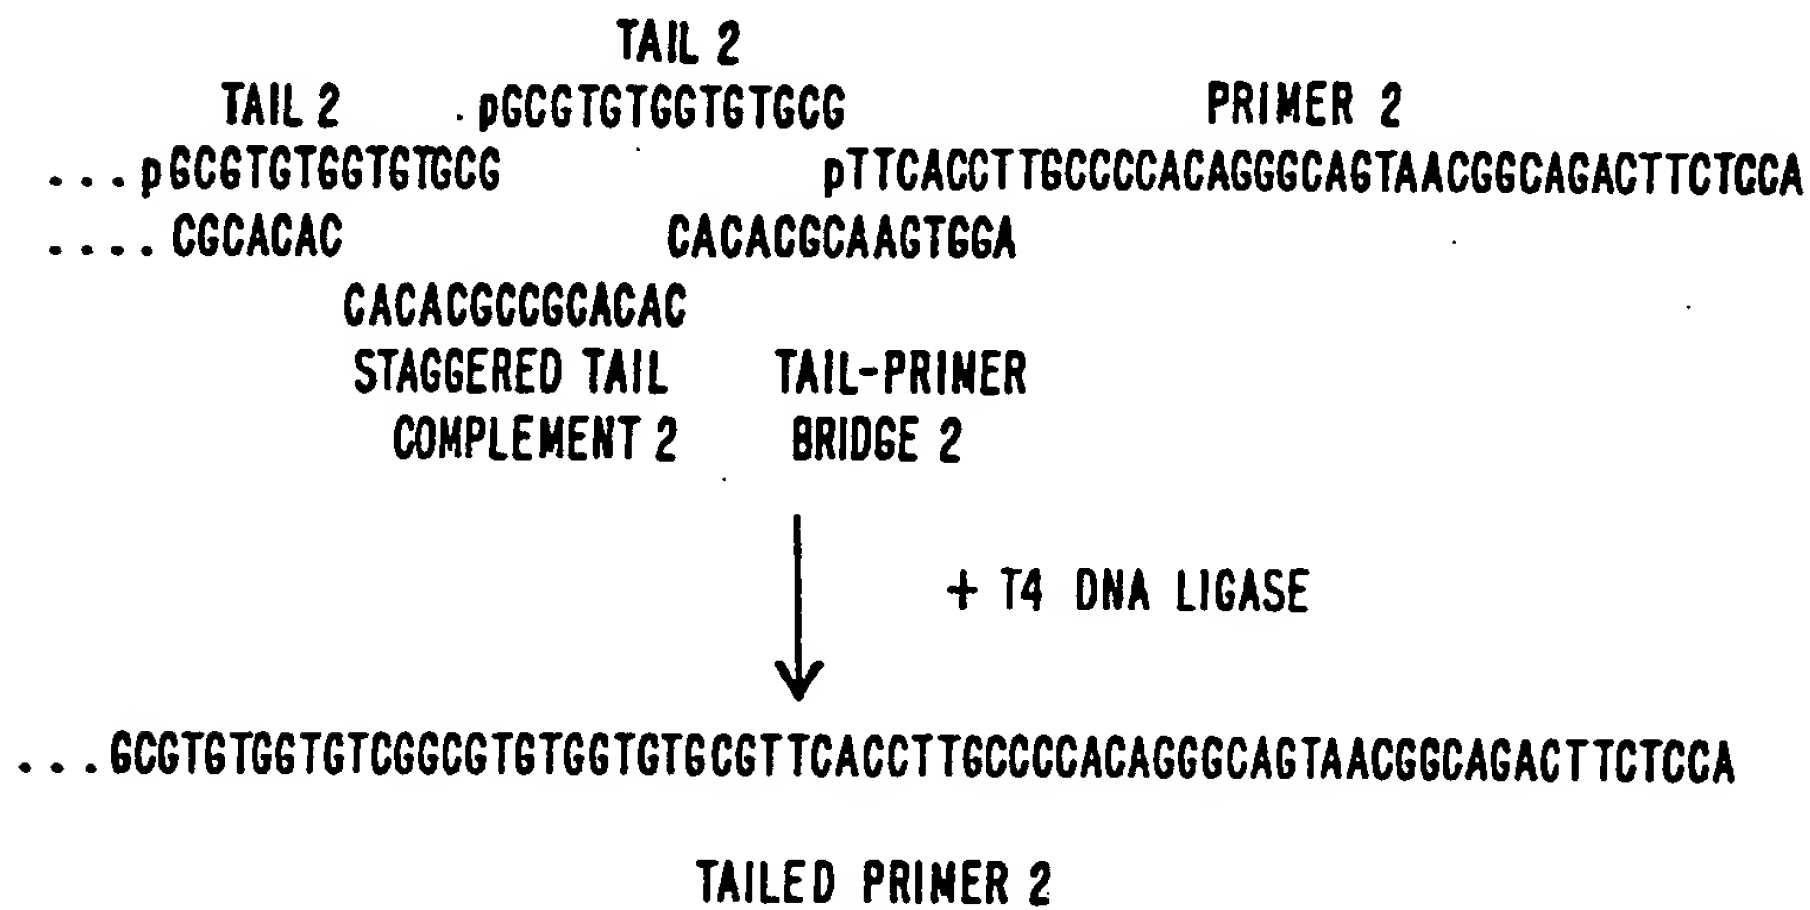 TAIL 2
TAIL 2 pGCGTGTGGTGTGCG PRIMER 2
...pGCGTGTGGTGTGCG pTTCACCTTGCCCCACAGGGCAGTAACGGCAGACTTCTCCA
....CGCACAC CACACGCAAGTGGA
CACACGCCGCACAC
STAGGERED TAIL TAIL-PRIMER
COMPLEMENT 2 BRIDGE 2
+ T4 DNA LIGASE
...GCGTGTGGTGTCGGCGTGTGGTGTGCGTTCACCTTGCCCCACAGGGCAGTAACGGCAGACTTCTCCA
TAILED PRIMER 2